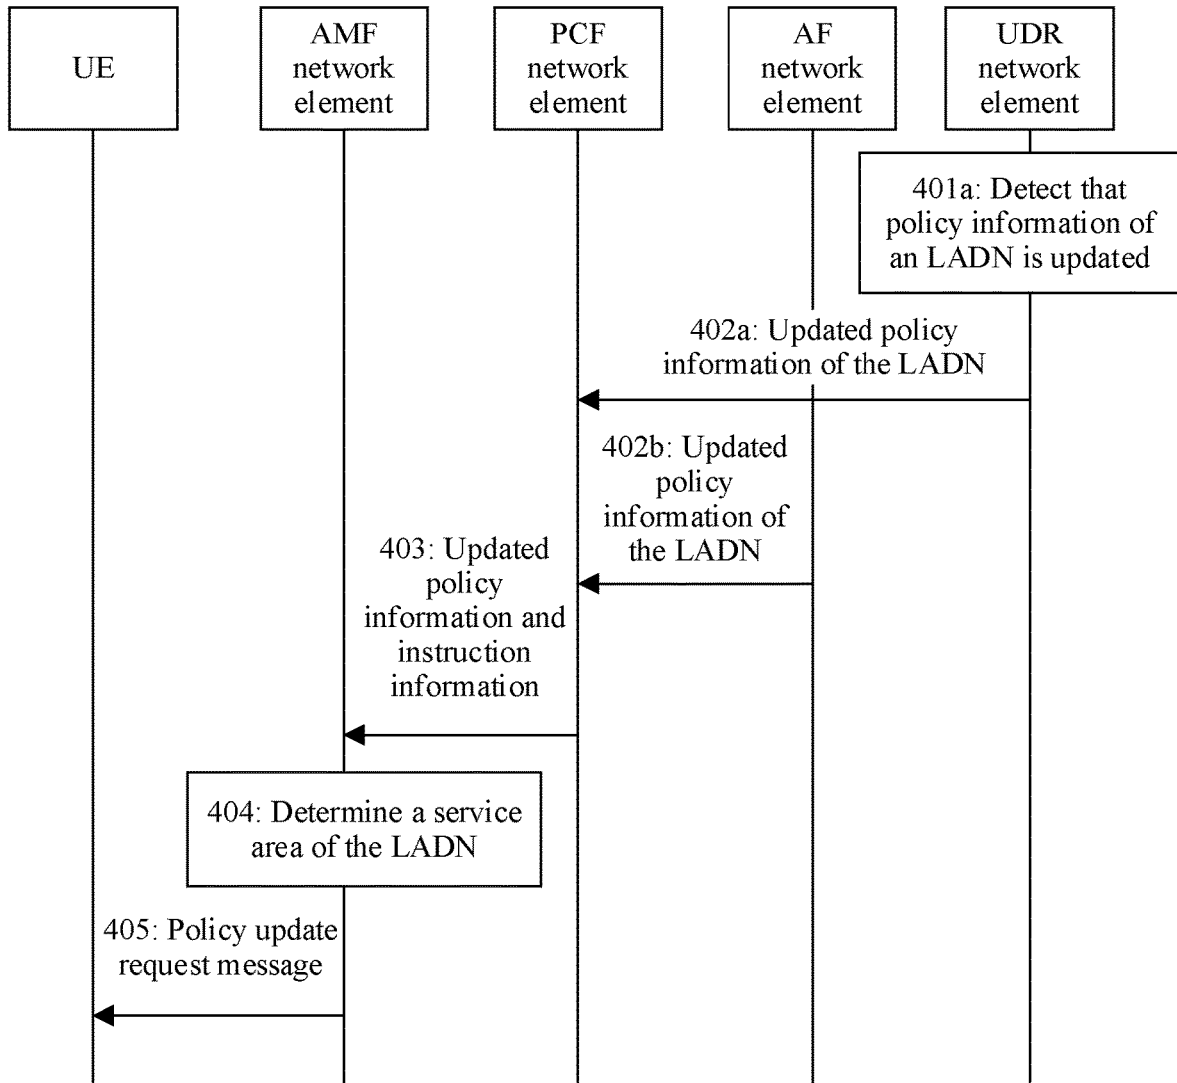 UE
AMF
network
element
PCF
network
element
AF
network
element
UDR
network
element
401a: Detect that
policy information of
an LADN is updated
402a: Updated policy
information of the LADN
402b: Updated
policy
information of
the LADN
403: Updated
policy
information and
instruction
information
404: Determine a service
area of the LADN
405: Policy update
request message